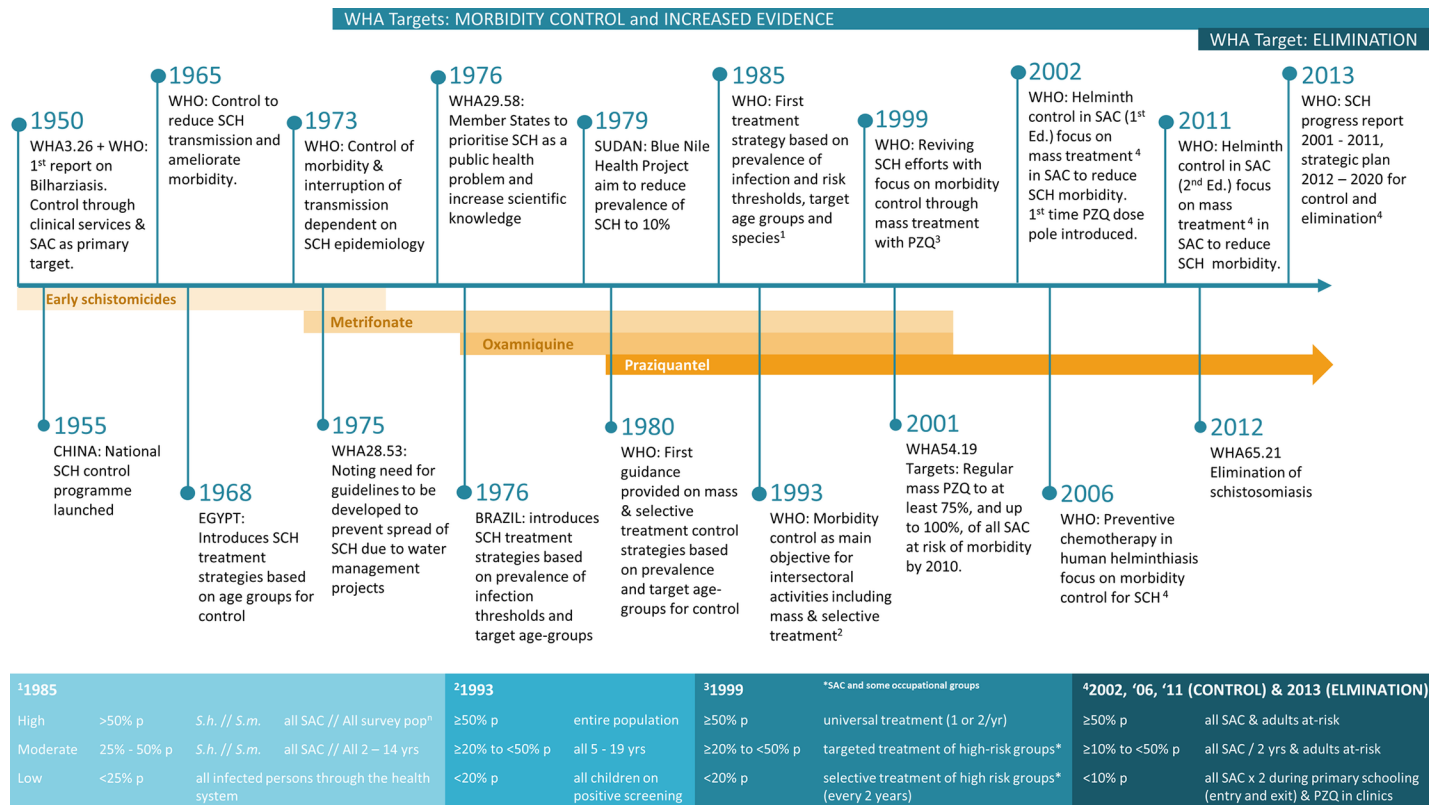 WHA Targets: MORBIDITY CONTROL and INCREASED EVIDENCE
WHA Target: ELIMINATION
1950
WHA3.26 + WHO:
1st report on
Bilharziasis.
Control through
clinical services &
SAC as primary
target.
1965
WHO: Control to
reduce SCH
transmission and
ameliorate
morbidity.
1973
WHO: Control of
morbidity &
interruption of
transmission
dependent on
SCH epidemiology
1976
WHA29.58:
Member States to
prioritise SCH as a
public health
problem and
increase scientific
knowledge
1979
SUDAN: Blue Nile
Health Project
aim to reduce
prevalence of
SCH to 10%
1985
WHO: First
treatment
strategy based on
prevalence of
infection and risk
thresholds, target
age groups and
species1
1999
WHO: Reviving
SCH efforts with
focus on morbidity
control through
mass treatment
with PZQ3
2002
WHO: Helminth
control in SAC (1st
Ed.) focus on
mass treatment 4
in SAC to reduce
SCH morbidity.
1st time PZQ dose
pole introduced.
2011
WHO: Helminth
control in SAC
(2nd Ed.) focus
on mass
treatment 4 in
SAC to reduce
SCH morbidity.
2013
WHO: SCH
progress report
2001 - 2011,
strategic plan
2012 – 2020 for
control and
elimination4
Early schistomicides
Metrifonate
Oxamniquine
Praziquantel
1955
CHINA: National
SCH control
programme
launched
1968
EGYPT:
Introduces SCH
treatment
strategies based
on age groups for
control
1975
WHA28.53:
Noting need for
guidelines to be
developed to
prevent spread of
SCH due to water
management
projects
1976
BRAZIL: introduces
SCH treatment
strategies based
on prevalence of
infection
thresholds and
target age-groups
1980
WHO: First
guidance
provided on mass
& selective
treatment control
strategies based
on prevalence
and target age-
groups for control
1993
WHO: Morbidity
control as main
objective for
intersectoral
activities including
mass & selective
treatment2
2001
WHA54.19
Targets: Regular
mass PZQ to at
least 75%, and up
to 100%, of all SAC
at risk of morbidity
by 2010.
2006
WHO: Preventive
chemotherapy in
human helminthiasis
focus on morbidity
control for SCH 4
2012
WHA65.21
Elimination of
schistosomiasis
11985
High >50% p S.h. // S.m. all SAC // All survey popn
Moderate 25% - 50% p S.h. // S.m. all SAC // All 2 – 14 yrs
Low <25% p all infected persons through the health
system
21993
≥50% p entire population
≥20% to <50% p all 5 - 19 yrs
<20% p all children on
positive screening
31999 *SAC and some occupational groups
≥50% p universal treatment (1 or 2/yr)
≥20% to <50% p targeted treatment of high-risk groups*
<20% p selective treatment of high risk groups*
(every 2 years)
42002, ‘06, ‘11 (CONTROL) & 2013 (ELMINATION)
≥50% p all SAC & adults at-risk
≥10% to <50% p all SAC / 2 yrs & adults at-risk
<10% p all SAC x 2 during primary schooling
(entry and exit) & PZQ in clinics